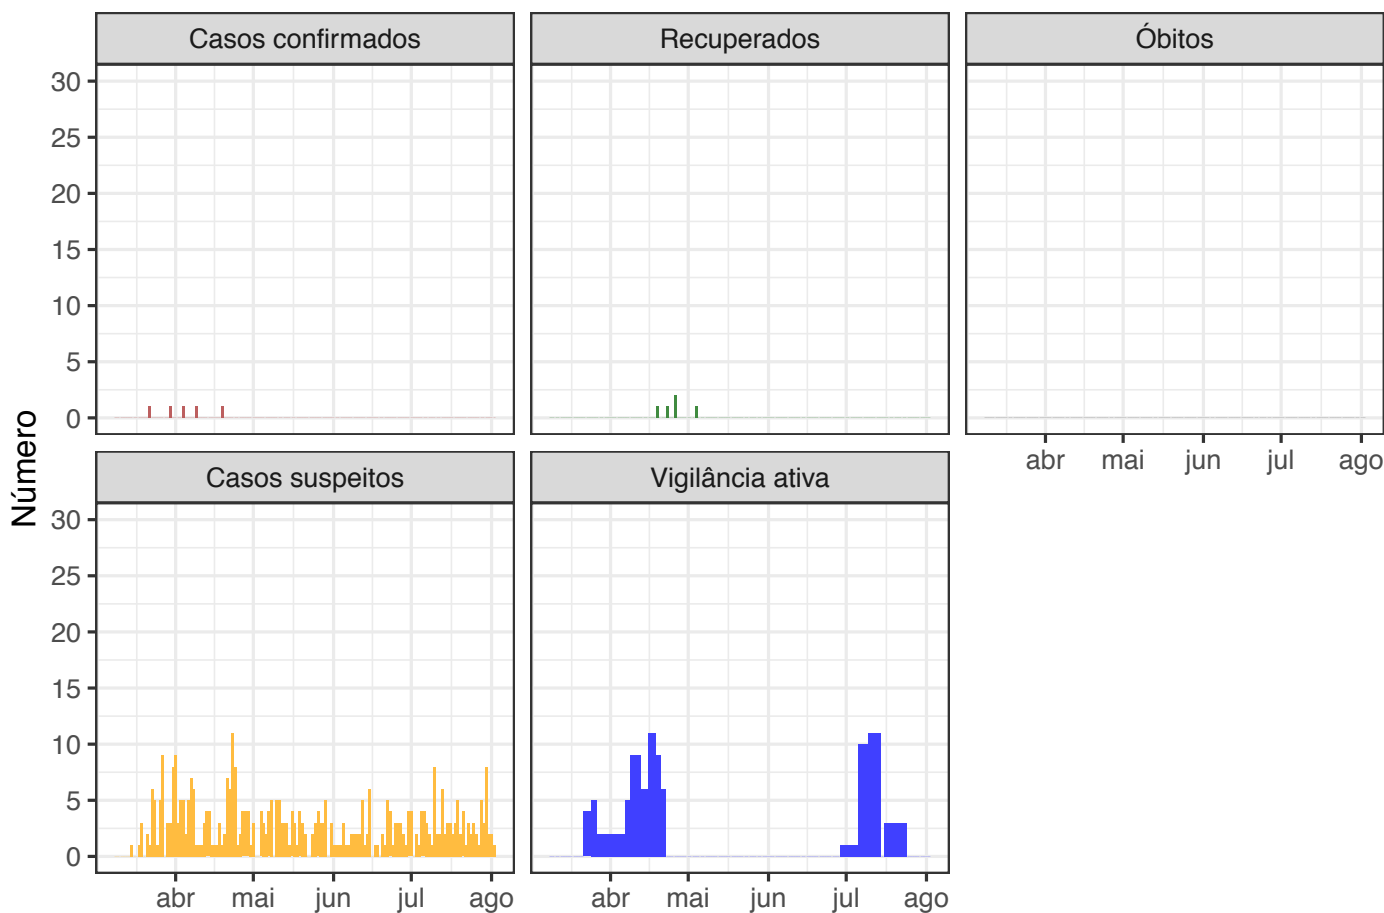 Casos confirmados
Recuperados
Óbitos
30
25
20
15
10
5
0
abr mai jun jul ago
Número
Casos suspeitos
Vigilância ativa
30
25
20
15
10
5
0
abr mai jun jul ago
abr mai jun jul ago